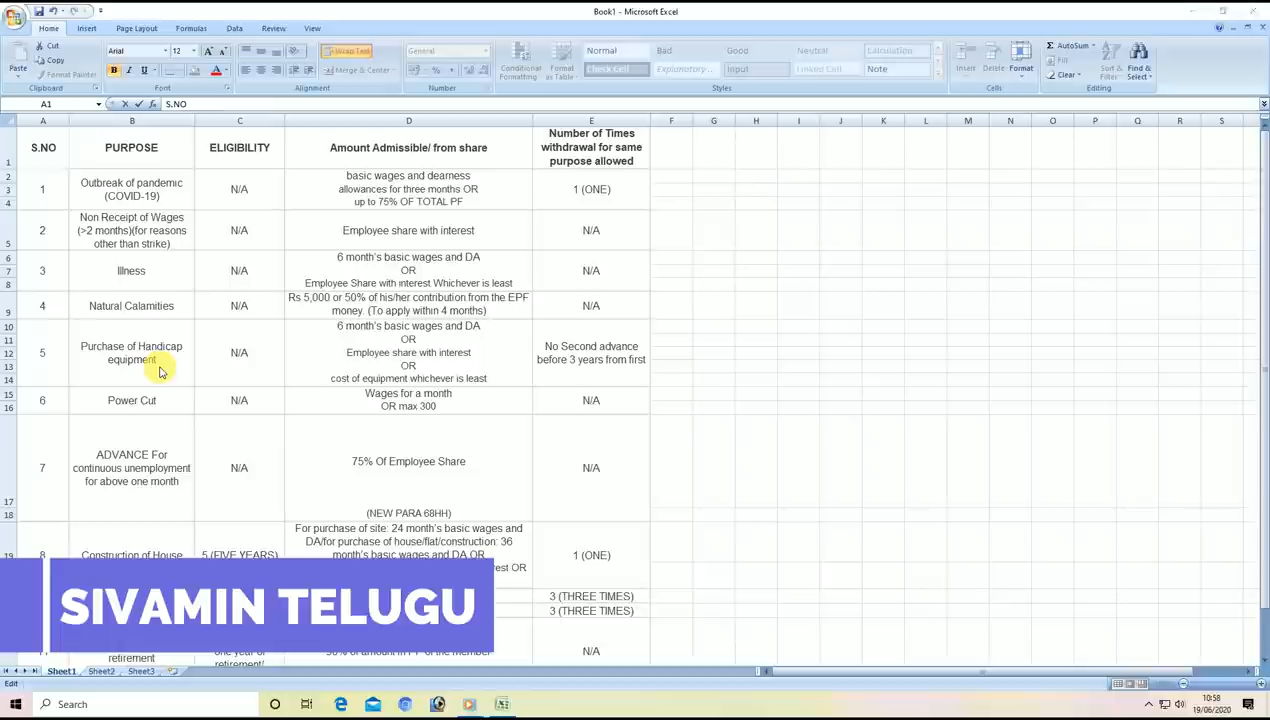 Book1 - Microsoft Excel
Home Insert Page Layout Formulas Data Review View
Cut
Copy
Format Painter
Paste
Clipboard
Arial 12
Font
Wrap Text
Merge & Center
Alignment
General
Number
Conditional Formatting
Format as Table
Normal Bad Good Neutral Calculation
Check Cell Explanatory... Input Linked Cell Note
Styles
Insert Delete Format
Cells
AutoSum
Fill
Clear
Sort & Filter
Find & Select
Editing
A1 S.NO
A B C D E F G H I J K L M N O P Q R S
S.NO PURPOSE ELIGIBILITY Amount Admissible/ from share Number of Times withdrawal for same purpose allowed
1 Outbreak of pandemic (COVID-19) N/A basic wages and dearness allowances for three months OR up to 75% OF TOTAL PF 1 (ONE)
2 Non Receipt of Wages (>2 months)(for reasons other than strike) N/A Employee share with interest N/A
3 Illness N/A 6 month's basic wages and DA OR Employee Share with interest Whichever is least N/A
4 Natural Calamities N/A Rs 5,000 or 50% of his/her contribution from the EPF money. (To apply within 4 months) N/A
5 Purchase of Handicap equipment N/A 6 month's basic wages and DA OR Employee share with interest OR cost of equipment whichever is least No Second advance before 3 years from first
6 Power Cut N/A Wages for a month OR max 300 N/A
7 ADVANCE For continuous unemployment for above one month N/A 75% Of Employee Share (NEW PARA 68HH) N/A
8 Construction of House 5 (FIVE YEARS) For purchase of site: 24 month's basic wages and DA/for purchase of house/flat/construction: 36 month's basic wages and DA OR 1 (ONE)
3 (THREE TIMES)
3 (THREE TIMES)
retirement one year of retirement/ N/A
SIVAMIN TELUGU
Sheet1 Sheet2 Sheet3
Edit
Search
10:58
19/06/2020